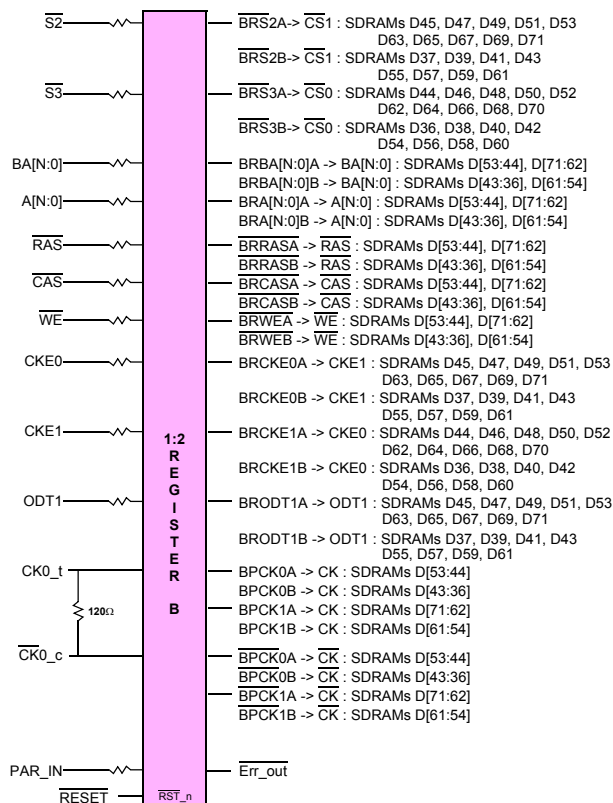 S2
BRS2A-> CS1 : SDRAMs D45, D47, D49, D51, D53
D63, D65, D67, D69, D71
BRS2B-> CS1 : SDRAMs D37, D39, D41, D43
D55, D57, D59, D61
S3
BRS3A-> CS0 : SDRAMs D44, D46, D48, D50, D52
D62, D64, D66, D68, D70
BRS3B-> CS0 : SDRAMs D36, D38, D40, D42
D54, D56, D58, D60
BA[N:0]
BRBA[N:0]A -> BA[N:0] : SDRAMs D[53:44], D[71:62]
BRBA[N:0]B -> BA[N:0] : SDRAMs D[43:36], D[61:54]
A[N:0]
BRA[N:0]A -> A[N:0] : SDRAMs D[53:44], D[71:62]
BRA[N:0]B -> A[N:0] : SDRAMs D[43:36], D[61:54]
RAS
BRRASA -> RAS : SDRAMs D[53:44], D[71:62]
BRRASB -> RAS : SDRAMs D[43:36], D[61:54]
CAS
BRCASA -> CAS : SDRAMs D[53:44], D[71:62]
BRCASB -> CAS : SDRAMs D[43:36], D[61:54]
WE
BRWEA -> WE : SDRAMs D[53:44], D[71:62]
BRWEB -> WE : SDRAMs D[43:36], D[61:54]
CKE0
BRCKE0A -> CKE1 : SDRAMs D45, D47, D49, D51, D53
D63, D65, D67, D69, D71
BRCKE0B -> CKE1 : SDRAMs D37, D39, D41, D43
D55, D57, D59, D61
CKE1
BRCKE1A -> CKE0 : SDRAMs D44, D46, D48, D50, D52
D62, D64, D66, D68, D70
BRCKE1B -> CKE0 : SDRAMs D36, D38, D40, D42
D54, D56, D58, D60
ODT1
BRODT1A -> ODT1 : SDRAMs D45, D47, D49, D51, D53
D63, D65, D67, D69, D71
BRODT1B -> ODT1 : SDRAMs D37, D39, D41, D43
D55, D57, D59, D61
1:2
REGISTER
B
CK0_t
BPCK0A -> CK : SDRAMs D[53:44]
BPCK0B -> CK : SDRAMs D[43:36]
120Ω
BPCK1A -> CK : SDRAMs D[71:62]
BPCK1B -> CK : SDRAMs D[61:54]
CK0_c
BPCK0A -> CK : SDRAMs D[53:44]
BPCK0B -> CK : SDRAMs D[43:36]
BPCK1A -> CK : SDRAMs D[71:62]
BPCK1B -> CK : SDRAMs D[61:54]
PAR_IN
Err_out
RESET
RST_n